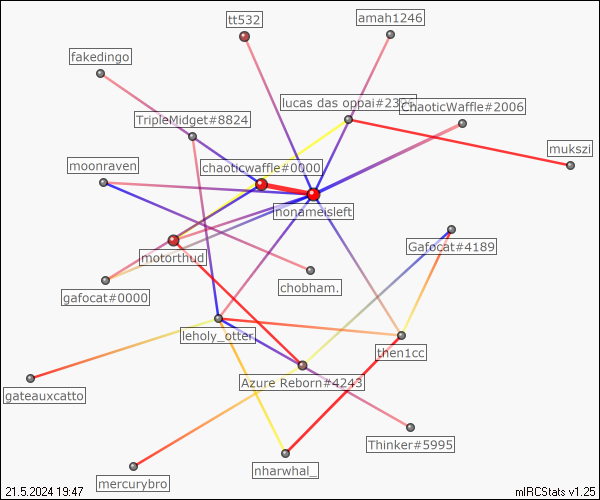 tt532
amah1246
fakedingo
lucas das oppai#23
ChaoticWaffle#2006
TripleMidget#8824
mukszi
moonraven
chaoticwaffle#0000
nonameisleft
motorthud
Gafocat#4189
gafocat#0000
chobham.
leholy_otter
then1cc
Azure Reborn#4243
gateauxcatto
Thinker#5995
mercurybro
nharwhal_
21.5.2024 19:47
mIRCStats v1.25